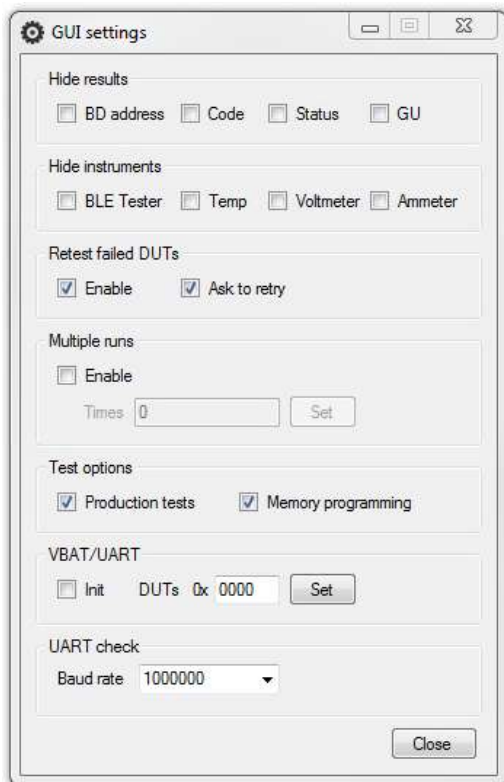 GUI settings
Hide results
BD address Code Status GU
Hide instruments
BLE Tester Temp Voltmeter Ammeter
Retest failed DUTs
Enable Ask to retry
Multiple runs
Enable
Times 0 Set
Test options
Production tests Memory programming
VBAT/UART
Init DUTs 0x 0000 Set
UART check
Baud rate 1000000
Close